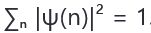 ∑ₙ |ψ(n)|² = 1.